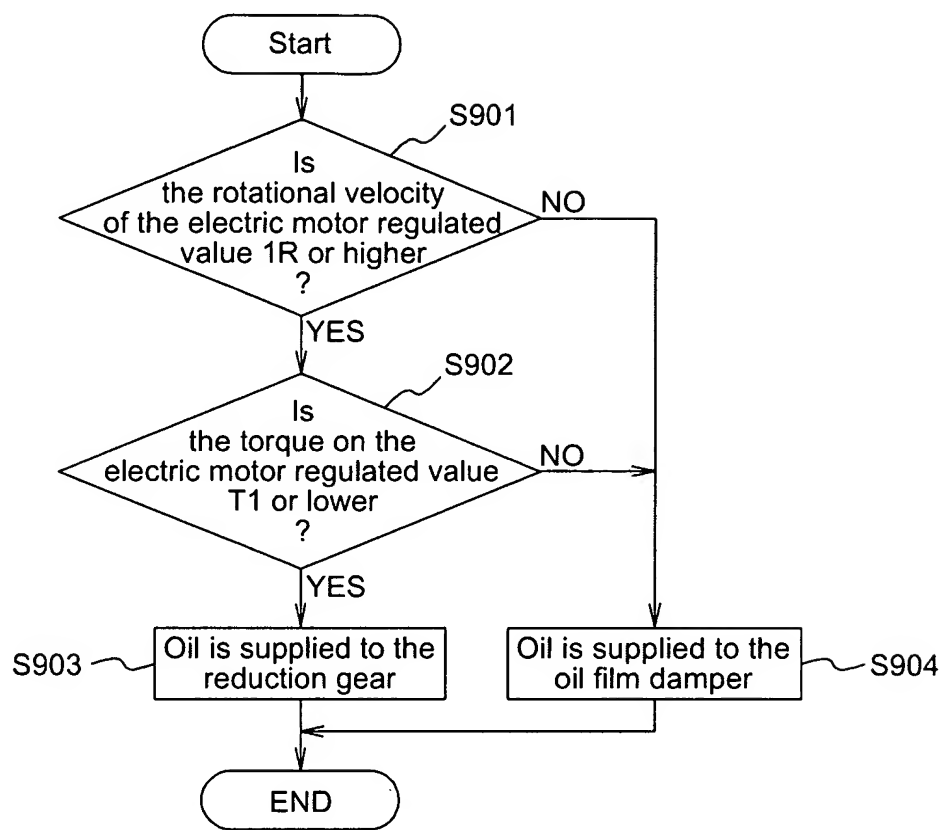 Start
S901
Is
the rotational velocity
of the electric motor regulated
value 1R or higher
?
NO
YES
S902
Is
the torque on the
electric motor regulated value
T1 or lower
?
NO
YES
S903
Oil is supplied to the
reduction gear
Oil is supplied to the
oil film damper
S904
END